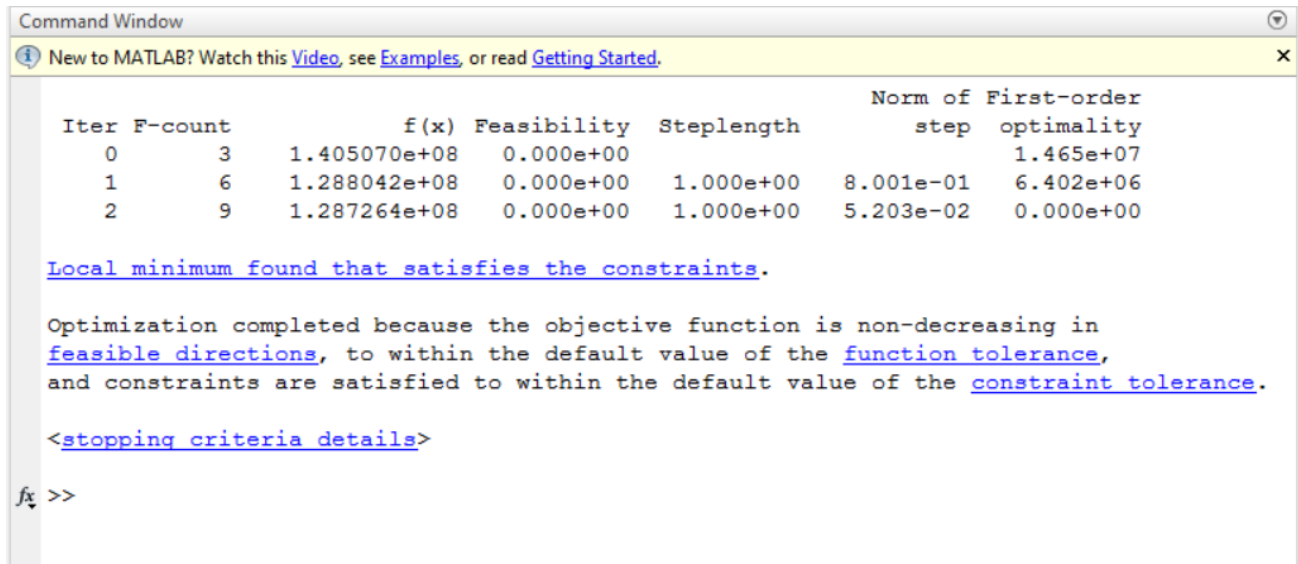 Command Window
New to MATLAB? Watch this Video, see Examples, or read Getting Started.
Norm of First-order
Iter F-count f(x) Feasibility Steplength step optimality
0 3 1.405070e+08 0.000e+00 1.465e+07
1 6 1.288042e+08 0.000e+00 1.000e+00 8.001e-01 6.402e+06
2 9 1.287264e+08 0.000e+00 1.000e+00 5.203e-02 0.000e+00
Local minimum found that satisfies the constraints.
Optimization completed because the objective function is non-decreasing in
feasible directions, to within the default value of the function tolerance,
and constraints are satisfied to within the default value of the constraint tolerance.
<stopping criteria details>
fx >>